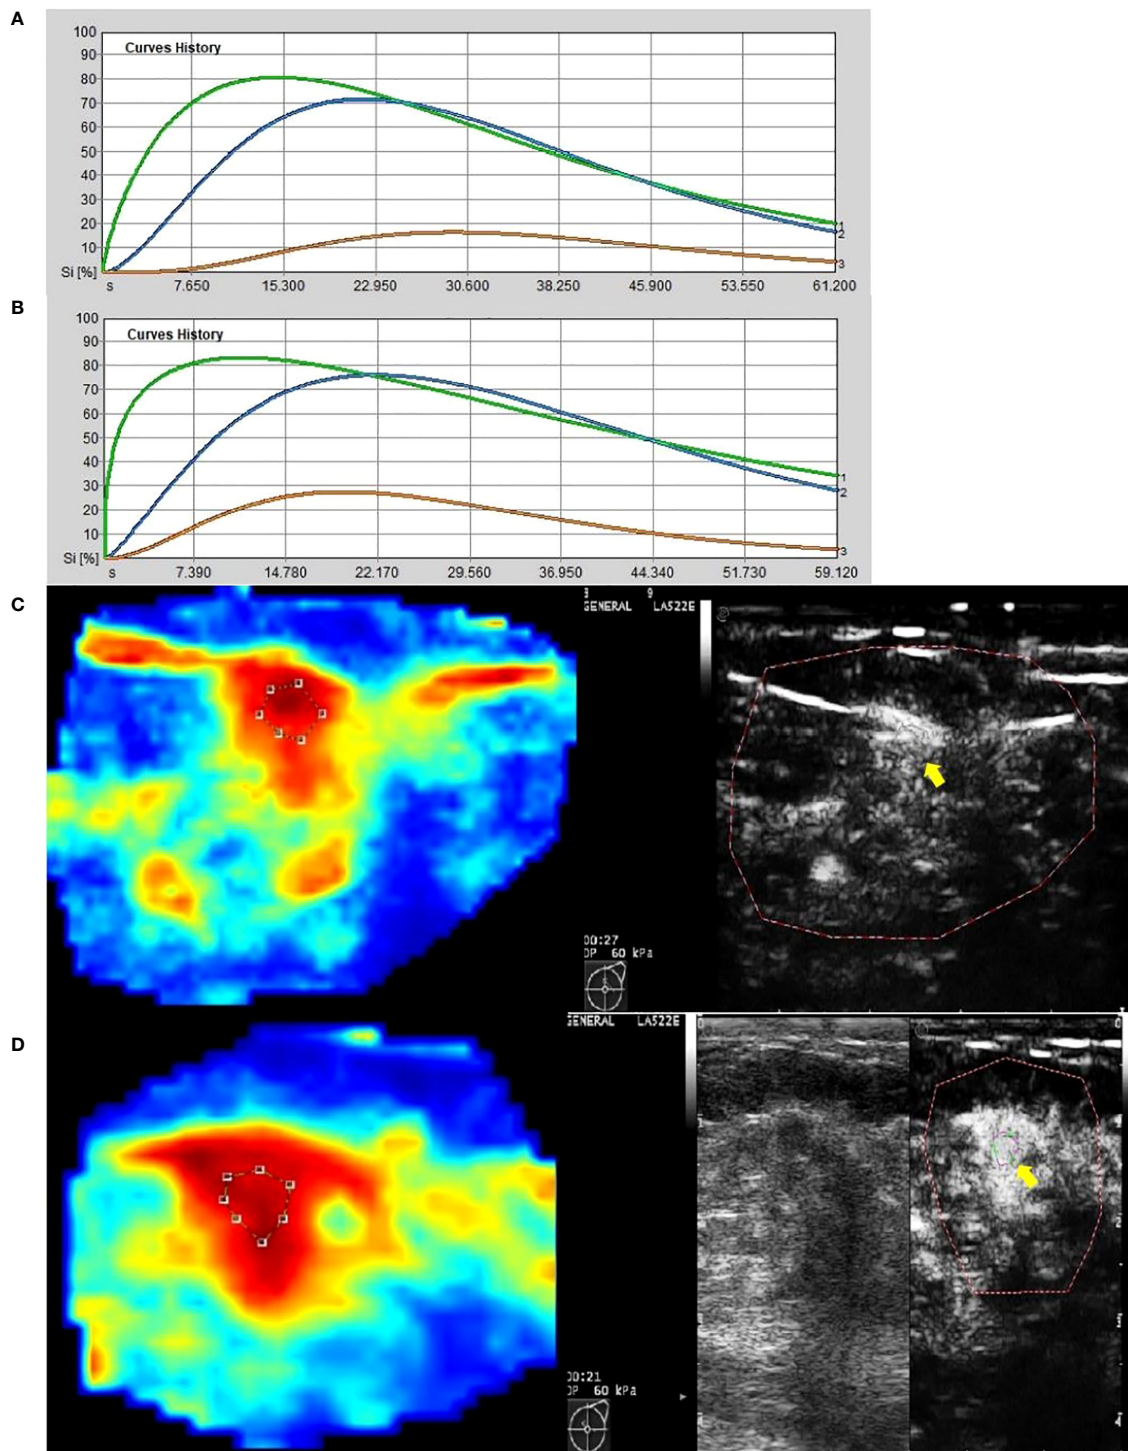 A
100
Curves History
90
80
70
60
50
40
30
20
1
2
10
3
Si [%]
s 7.650 15.300 22.950 30.600 38.250 45.900 53.550 61.200
B
100
Curves History
90
80
70
60
50
40
1
30
2
20
10
3
Si [%]
s 7.390 14.780 22.170 29.560 36.950 44.340 51.730 59.120
C
9
GENERAL LA522E
00:27
DP 60 kPa
D
GENERAL LA522E
00:21
DP 60 kPa